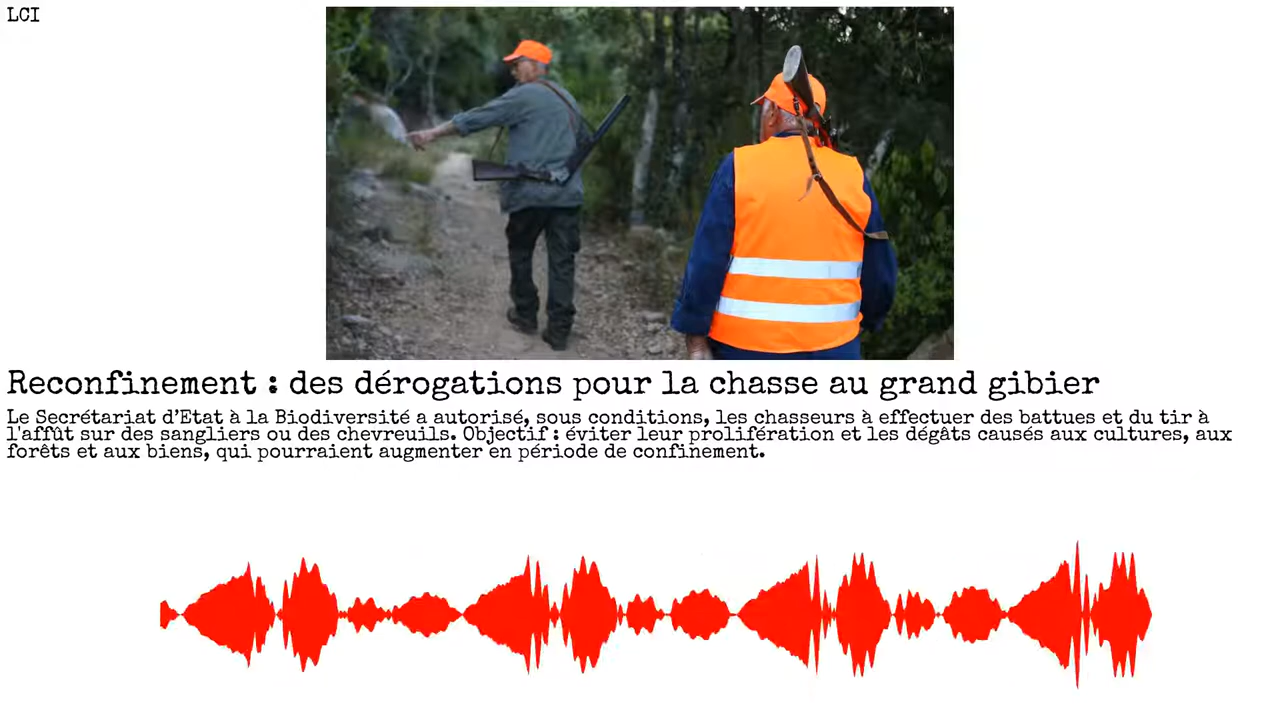 LCI
Reconfinement : des dérogations pour la chasse au grand gibier
Le Secrétariat d'Etat à la Biodiversité a autorisé, sous conditions, les chasseurs à effectuer des battues et du tir à
l'affût sur des sangliers ou des chevreuils. Objectif : éviter leur prolifération et les dégâts causés aux cultures, aux
forêts et aux biens, qui pourraient augmenter en période de confinement.